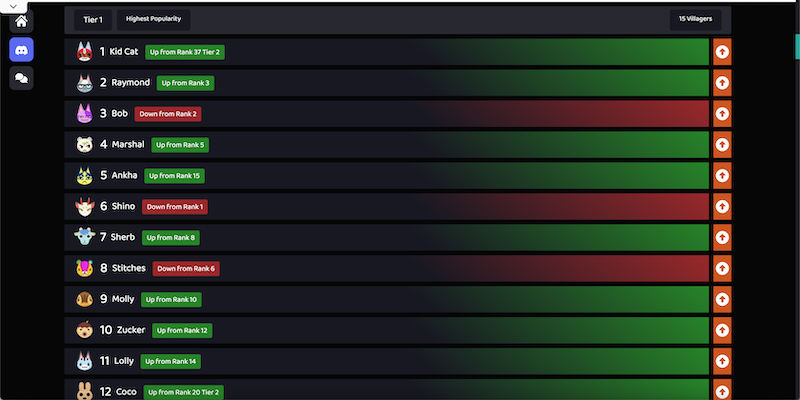 Tier 1 Highest Popularity 15 Villagers
1 Kid Cat Up from Rank 37 Tier 2
2 Raymond Up from Rank 3
3 Bob Down from Rank 2
4 Marshal Up from Rank 5
5 Ankha Up from Rank 15
6 Shino Down from Rank 1
7 Sherb Up from Rank 8
8 Stitches Down from Rank 6
9 Molly Up from Rank 10
10 Zucker Up from Rank 12
11 Lolly Up from Rank 14
12 Coco Up from Rank 20 Tier 2